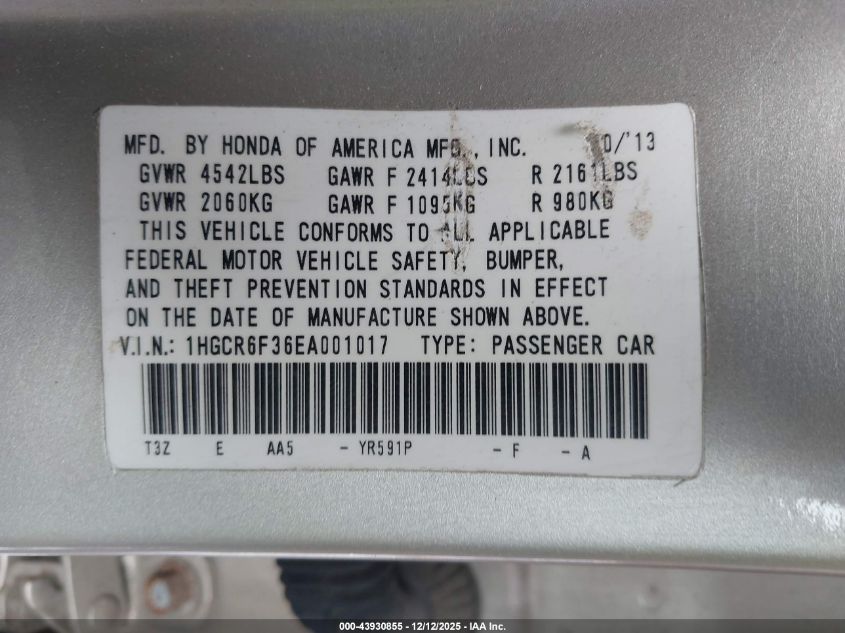 MFD. BY HONDA OF AMERICA MFG., INC. 0/'13
GVWR 4542LBS GAWR F 2414LBS R 2161LBS
GVWR 2060KG GAWR F 1095KG R 980KG
THIS VEHICLE CONFORMS TO ALL APPLICABLE
FEDERAL MOTOR VEHICLE SAFETY, BUMPER,
AND THEFT PREVENTION STANDARDS IN EFFECT
ON THE DATE OF MANUFACTURE SHOWN ABOVE.
V.I.N.: 1HGCR6F36EA001017 TYPE: PASSENGER CAR
T3Z E AA5 - YR591P - F - A
000-43930855 - 12/12/2025 - IAA Inc.